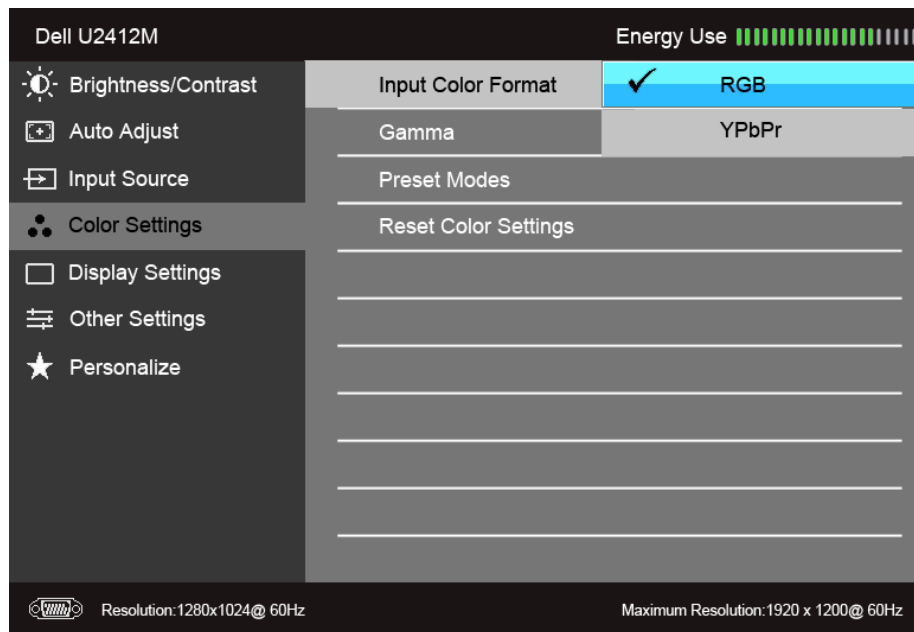 Dell U2412M
Energy Use
Brightness/Contrast
Auto Adjust
Input Source
Color Settings
Display Settings
Other Settings
Personalize
Input Color Format
Gamma
Preset Modes
Reset Color Settings
RGB
YPbPr
Resolution:1280x1024@ 60Hz
Maximum Resolution:1920 x 1200@ 60Hz